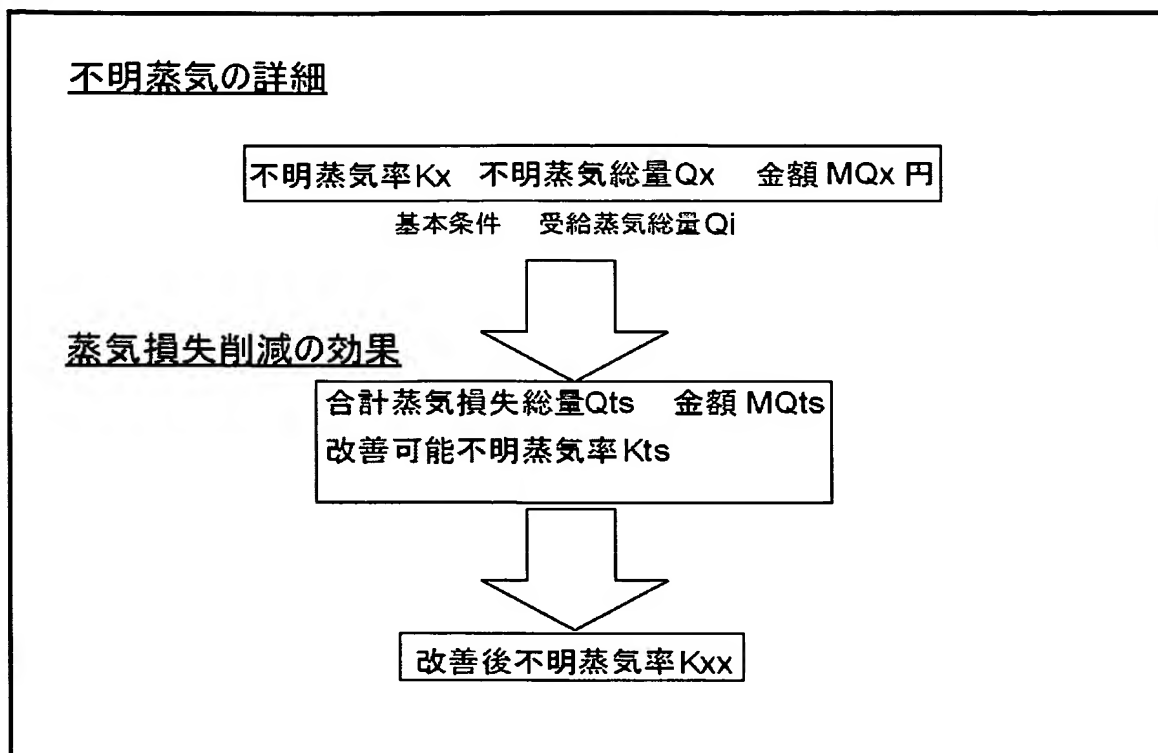 不明蒸気の詳細
不明蒸気率Kx 不明蒸気総量Qx 金額 MQx 円
基本条件 受給蒸気総量Qi
蒸気損失削減の効果
合計蒸気損失総量Qts 金額 MQts
改善可能不明蒸気率Kts
改善後不明蒸気率Kxx